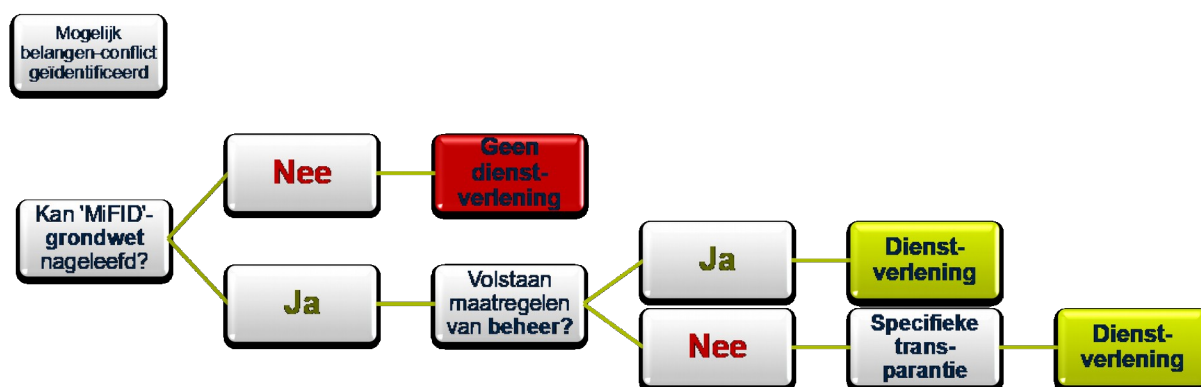 Mogelijk
belangen-conflict
geïdentificeerd
Nee
Geen
dienst-
verlening
Kan 'MiFID'-
grondwet
nageleefd?
Ja
Volstaan
maatregelen
van beheer?
Ja
Dienst-
verlening
Nee
Specifieke
trans-
parantie
Dienst-
verlening